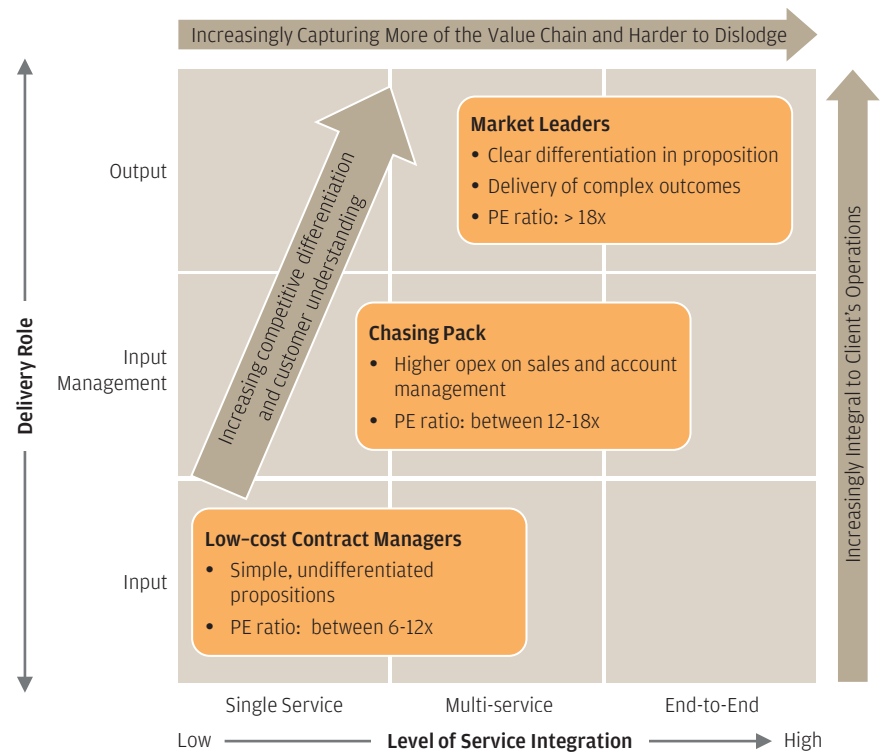 Increasingly Capturing More of the Value Chain and Harder to Dislodge
Delivery Role
Output
Input
Management
Input
Increasing competitive differentiation
and customer understanding
Market Leaders
• Clear differentiation in proposition
• Delivery of complex outcomes
• PE ratio: > 18x
Chasing Pack
• Higher opex on sales and account
management
• PE ratio: between 12-18x
Low-cost Contract Managers
• Simple, undifferentiated
propositions
• PE ratio: between 6-12x
Increasingly Integral to Client's Operations
Single Service
Multi-service
End-to-End
Low
Level of Service Integration
High